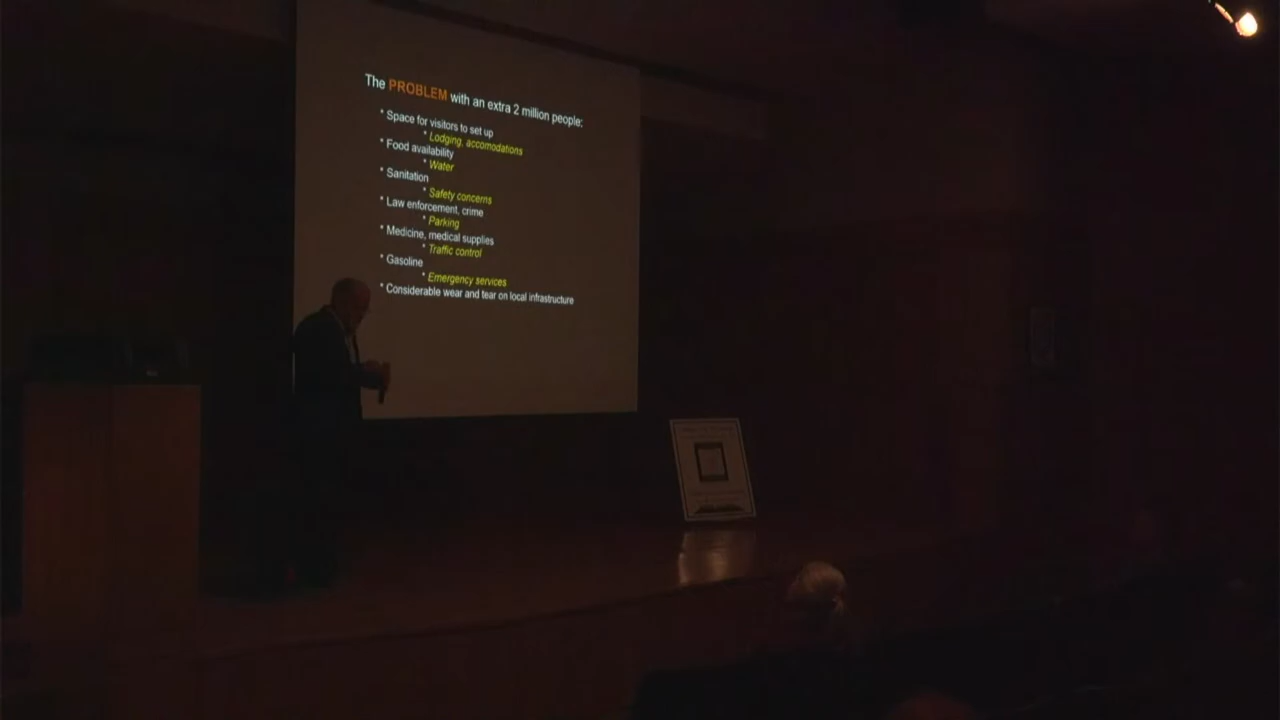 The PROBLEM with an extra 2 million people:
* Space for visitors to set up
* Lodging, accomodations
* Food availability
* Water
* Sanitation
* Safety concerns
* Law enforcement, crime
* Parking
* Medicine, medical supplies
* Traffic control
* Gasoline
* Emergency services
* Considerable wear and tear on local infrastructure